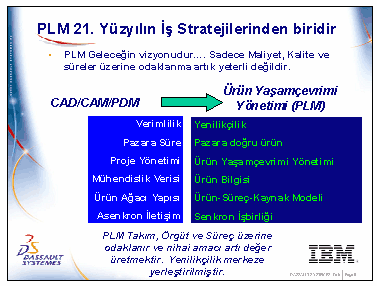 PLM 21. Yüzyılın İş Stratejilerinden biridir
PLM Geleceğin vizyonudur.... Sadece Maliyet, Kalite ve
süreler üzerine odaklanma artık yeterli değildir.
CAD/CAM/PDM
Ürün Yaşamçevrimi
Yönetimi (PLM)
Verimlilik Yenilikçilik
Pazara Süre Pazara doğru ürün
Proje Yönetimi Ürün Yaşamçevrimi Yönetimi
Mühendislik Verisi Ürün Bilgisi
Ürün Ağacı Yapısı Ürün-Süreç-Kaynak Modeli
Asenkron İletişim Senkron İşbirliği
PLM Takım, Örgüt ve Süreç üzerine
odaklanır ve nihai amacı artı değer
üretmektir. Yenilikçilik merkeze
yerleştirilmiştir.
DASSAULT SYSTEMES
IBM